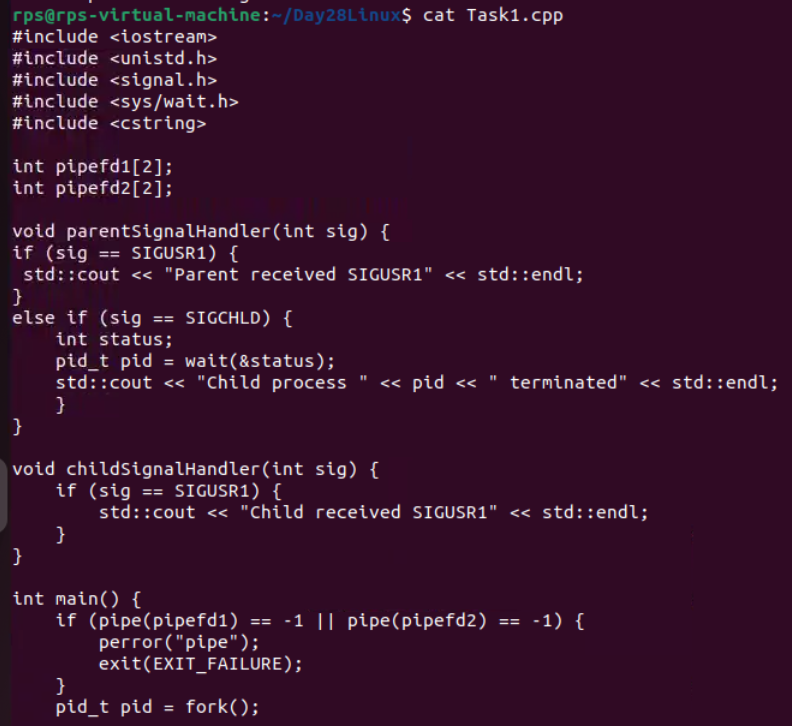 rps@rps-virtual-machine:~/Day28Linux$ cat Task1.cpp
#include <iostream>
#include <unistd.h>
#include <signal.h>
#include <sys/wait.h>
#include <cstring>

int pipefd1[2];
int pipefd2[2];

void parentSignalHandler(int sig) {
if (sig == SIGUSR1) {
 std::cout << "Parent received SIGUSR1" << std::endl;
}
else if (sig == SIGCHLD) {
    int status;
    pid_t pid = wait(&status);
    std::cout << "Child process " << pid << " terminated" << std::endl;
    }
}

void childSignalHandler(int sig) {
    if (sig == SIGUSR1) {
        std::cout << "Child received SIGUSR1" << std::endl;
    }
}

int main() {
    if (pipe(pipefd1) == -1 || pipe(pipefd2) == -1) {
        perror("pipe");
        exit(EXIT_FAILURE);
    }
    pid_t pid = fork();